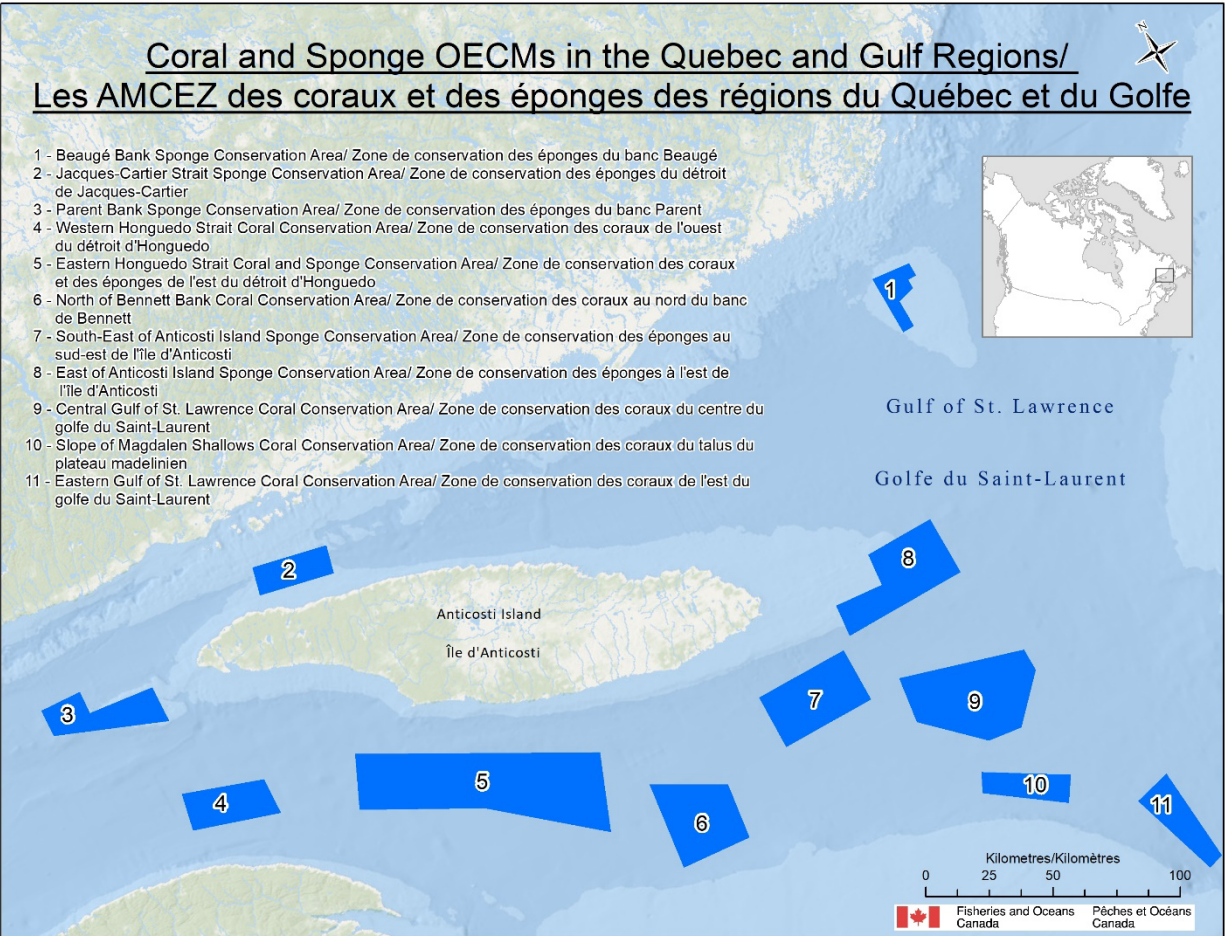 Coral and Sponge OECMs in the Quebec and Gulf Regions/
Les AMCEZ des coraux et des éponges des régions du Québec et du Golfe
N
1 - Beaugé Bank Sponge Conservation Area/ Zone de conservation des éponges du banc Beaugé
2 - Jacques-Cartier Strait Sponge Conservation Area/ Zone de conservation des éponges du détroit
de Jacques-Cartier
3 - Parent Bank Sponge Conservation Area/ Zone de conservation des éponges du banc Parent
4 - Western Honguedo Strait Coral Conservation Area/ Zone de conservation des coraux de l'ouest
du détroit d'Honguedo
5 - Eastern Honguedo Strait Coral and Sponge Conservation Area/ Zone de conservation des coraux
et des éponges de l'est du détroit d'Honguedo
6 - North of Bennett Bank Coral Conservation Area/ Zone de conservation des coraux au nord du banc
de Bennett
7 - South-East of Anticosti Island Sponge Conservation Area/ Zone de conservation des éponges au
sud-est de l'île d'Anticosti
8 - East of Anticosti Island Sponge Conservation Area/ Zone de conservation des éponges à l'est de
l'île d'Anticosti
9 - Central Gulf of St. Lawrence Coral Conservation Area/ Zone de conservation des coraux du centre du
golfe du Saint-Laurent
10 - Slope of Magdalen Shallows Coral Conservation Area/ Zone de conservation des coraux du talus du
plateau madelinien
11 - Eastern Gulf of St. Lawrence Coral Conservation Area/ Zone de conservation des coraux de l'est du
golfe du Saint-Laurent
1
Gulf of St. Lawrence
Golfe du Saint-Laurent
2
8
Anticosti Island
Île d'Anticosti
7
9
3
5
10
4
6
11
Kilometres/Kilomètres
0 25 50 100
Fisheries and Oceans Pêches et Océans
Canada Canada